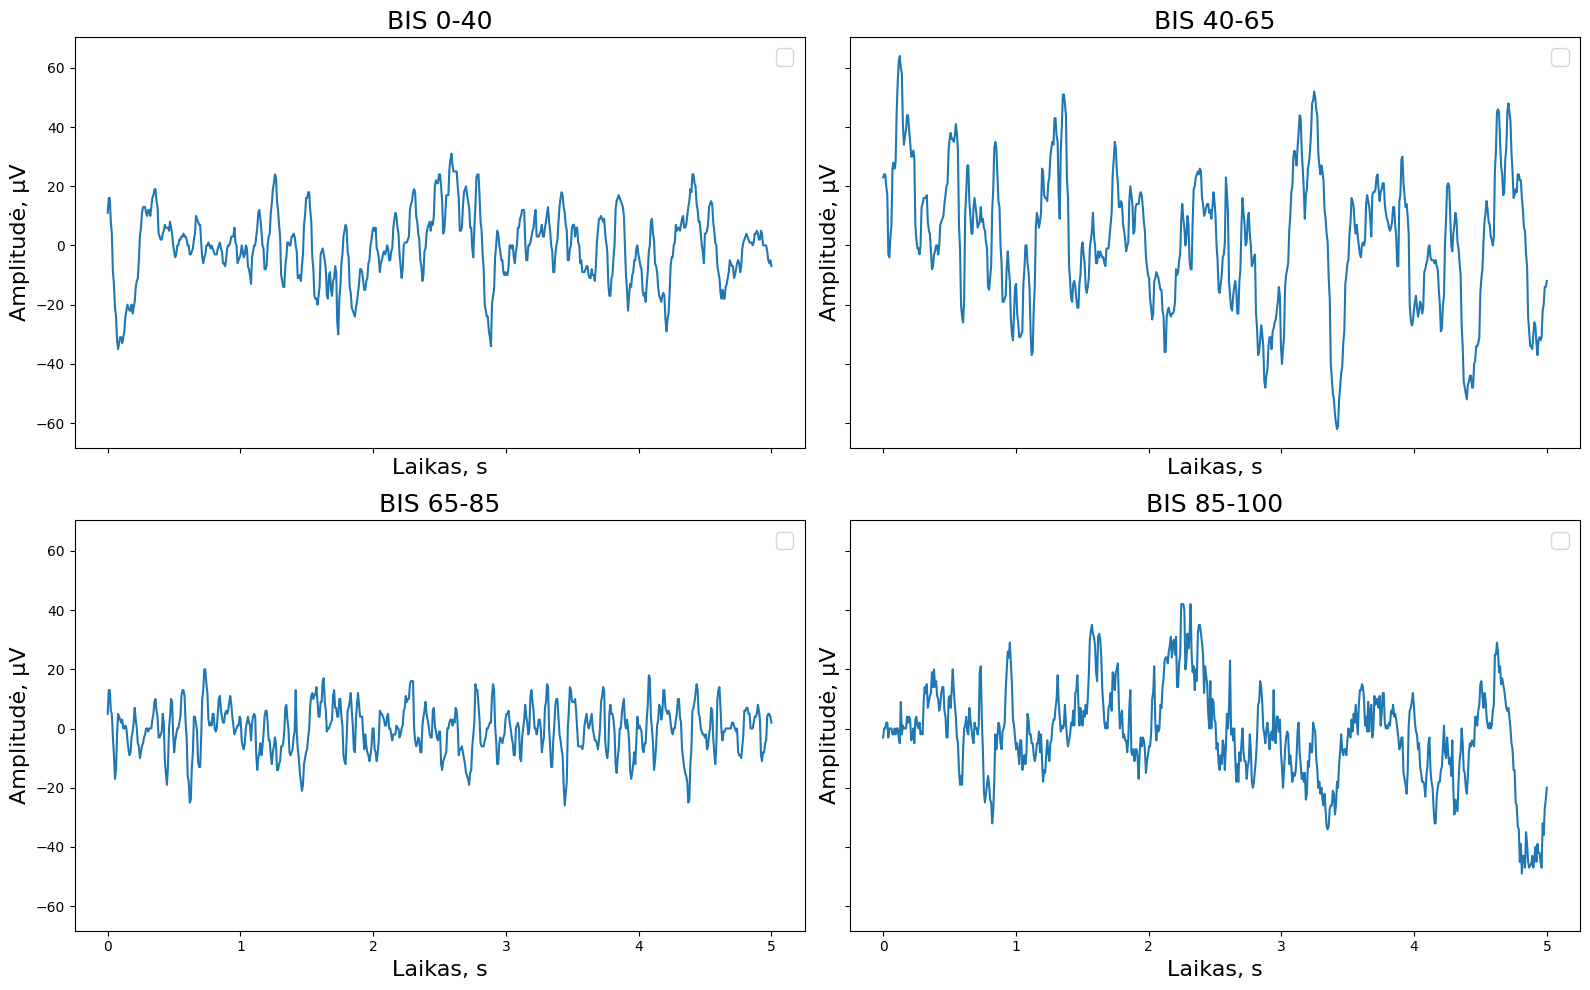 BIS 0-40
60
40
20
0
−20
−40
−60
Amplitudė, µV
Laikas, s
BIS 40-65
Amplitudė, µV
Laikas, s
BIS 65-85
60
40
20
0
−20
−40
−60
Amplitudė, µV
0 1 2 3 4 5
Laikas, s
BIS 85-100
Amplitudė, µV
0 1 2 3 4 5
Laikas, s